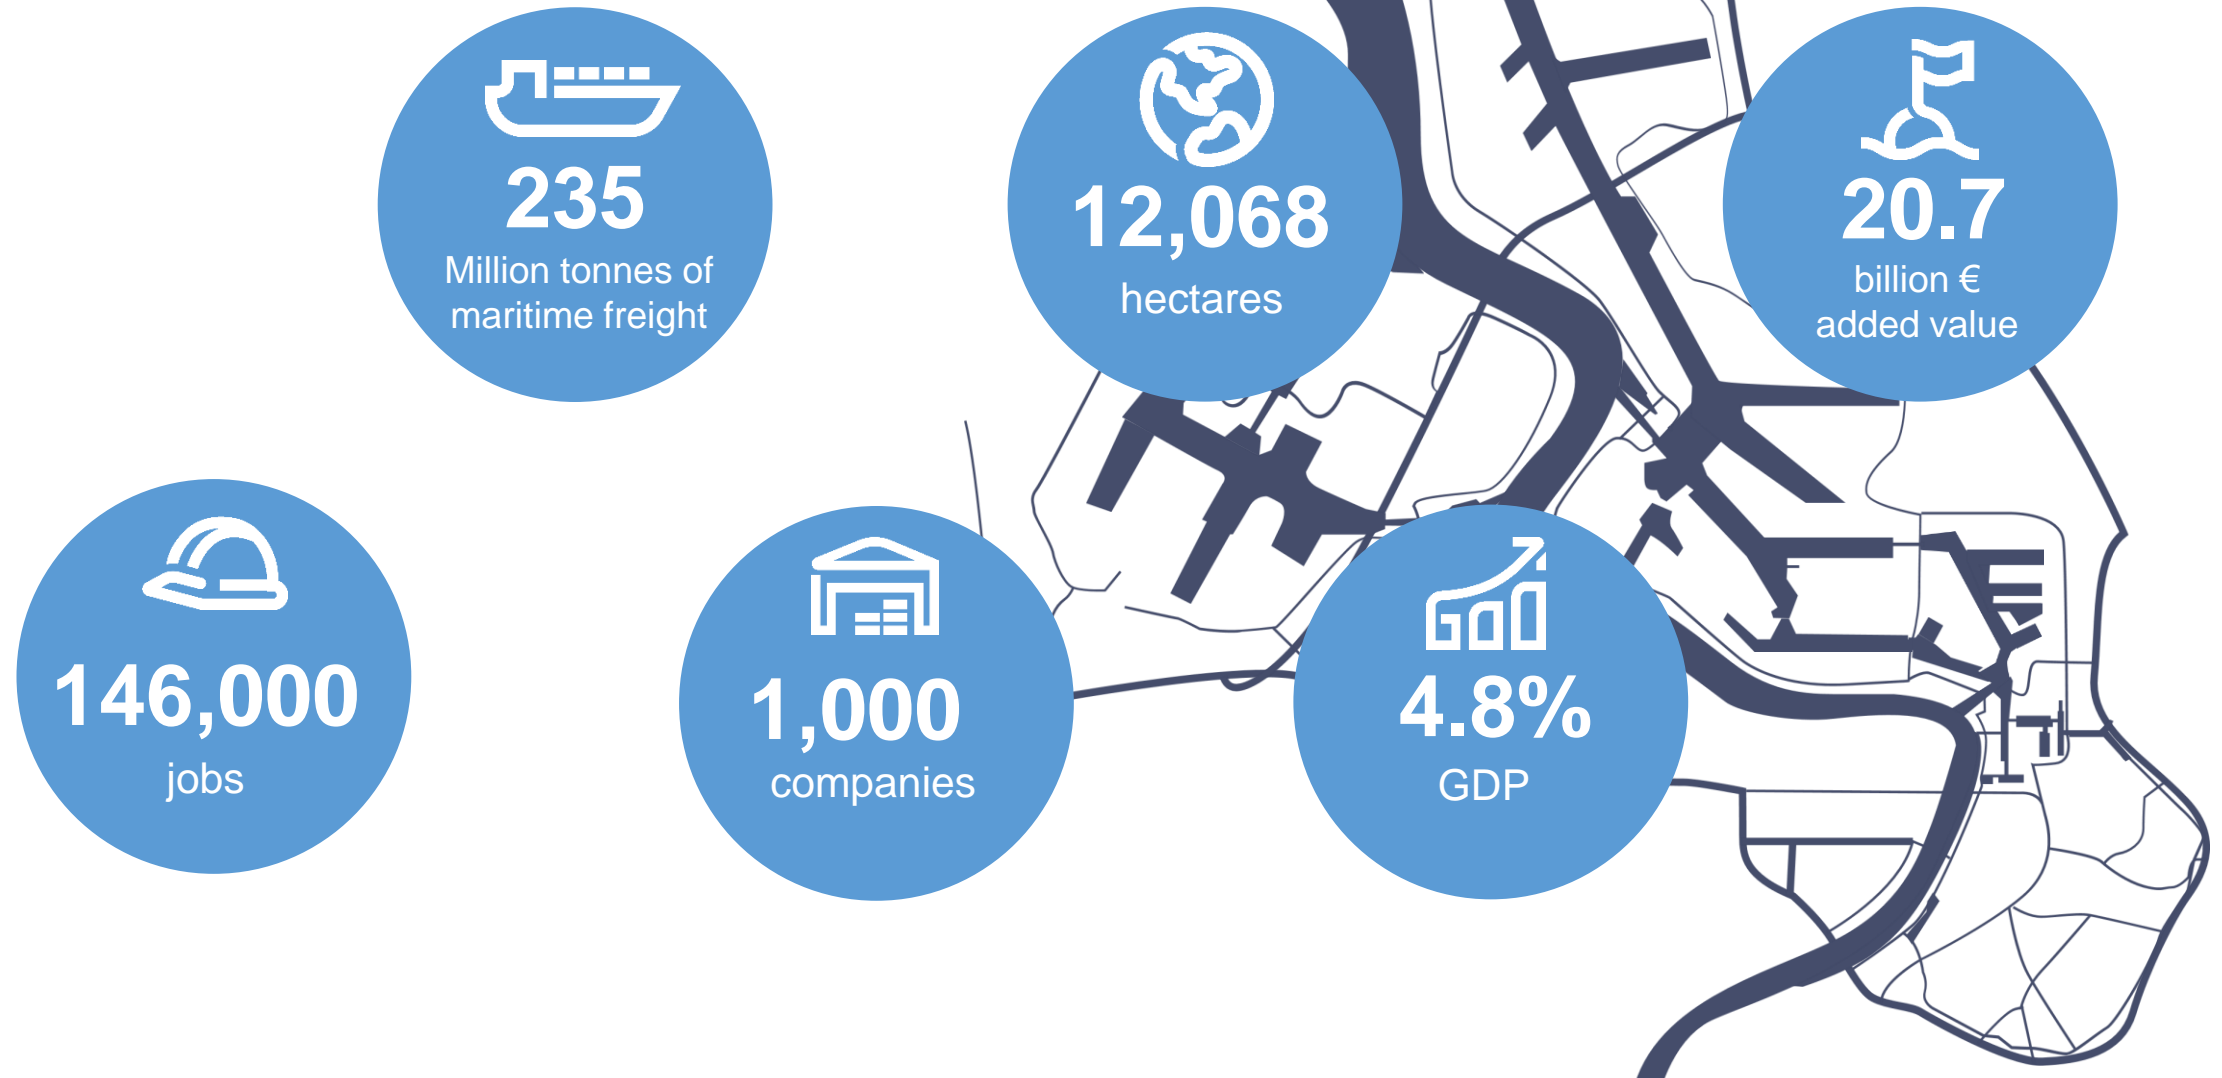 235
Million tonnes of
maritime freight
12,068
hectares
20.7
billion €
added value
146,000
jobs
1,000
companies
4.8%
GDP